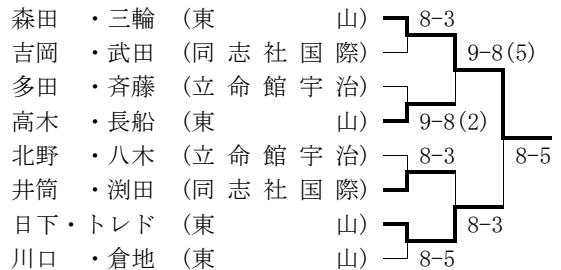 森田 ・三輪 (東 山) 8-3
吉岡 ・武田 (同 志 社 国 際) 9-8(5)
多田 ・斉藤 (立 命 館 宇 治)
高木 ・長船 (東 山) 9-8(2)
北野 ・八木 (立 命 館 宇 治) 8-3 8-5
井筒 ・渕田 (同 志 社 国 際)
日下・トレド (東 山) 8-3
川口 ・倉地 (東 山) 8-5